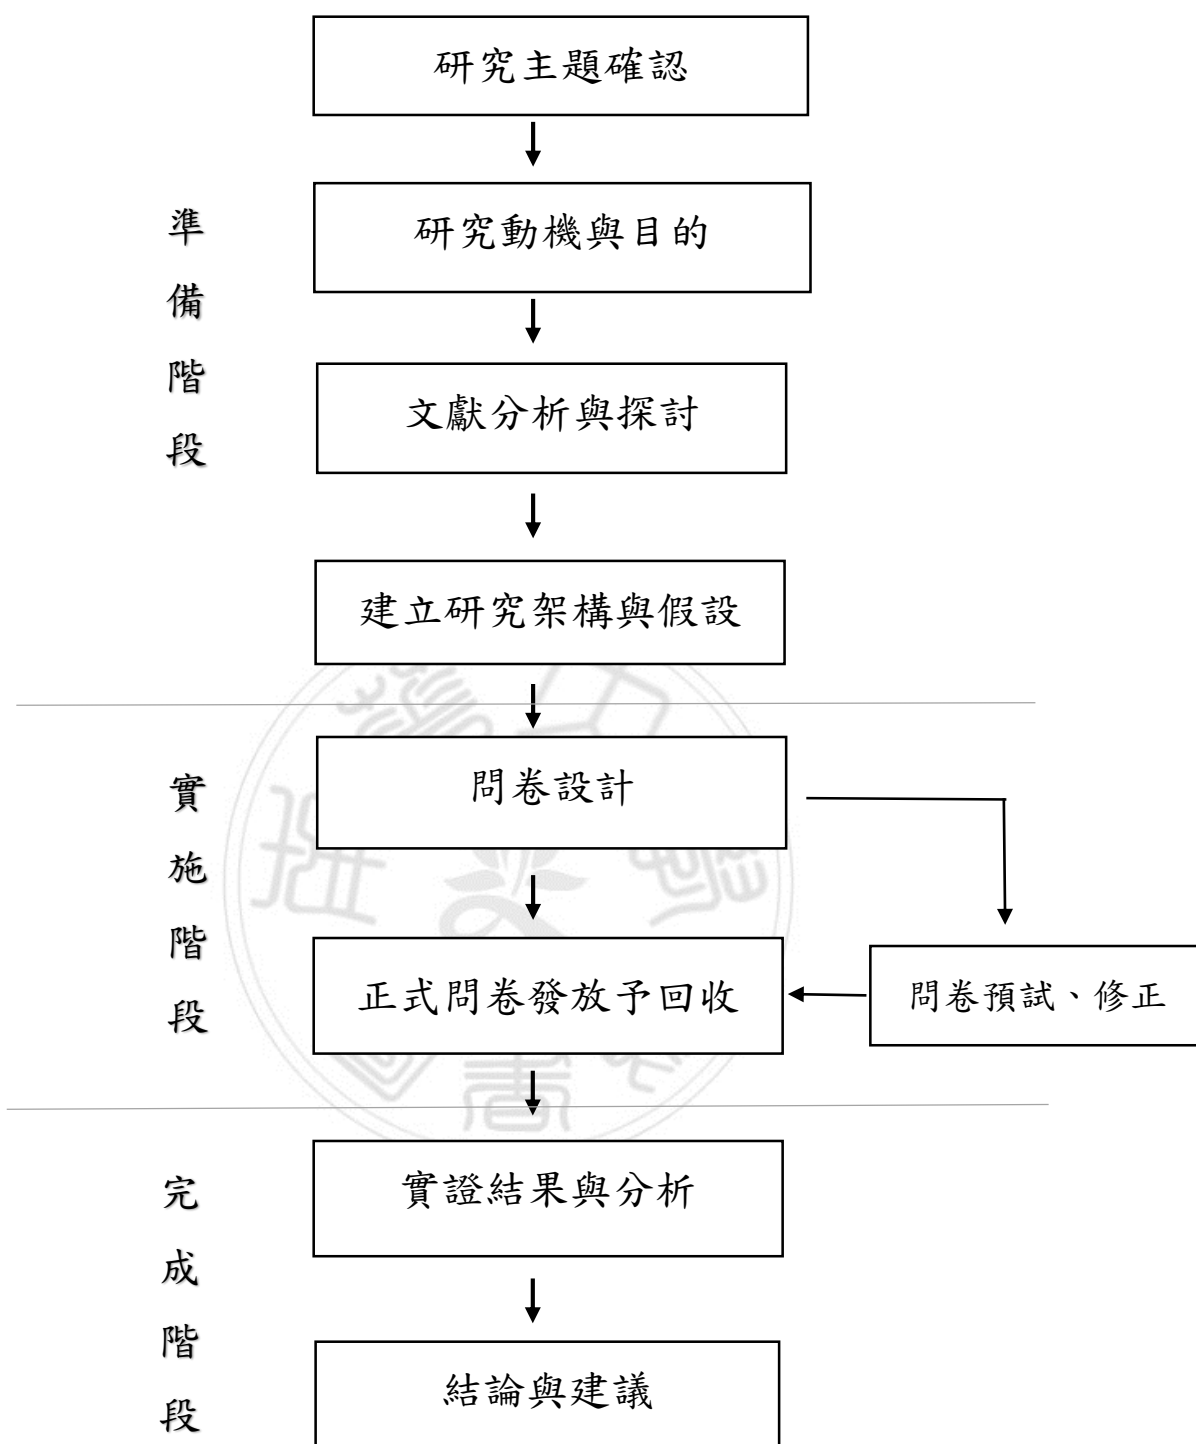 研究主題確認
準備階段
研究動機與目的
文獻分析與探討
建立研究架構與假設
實施階段
問卷設計
正式問卷發放予回收
問卷預試、修正
完成階段
實證結果與分析
結論與建議